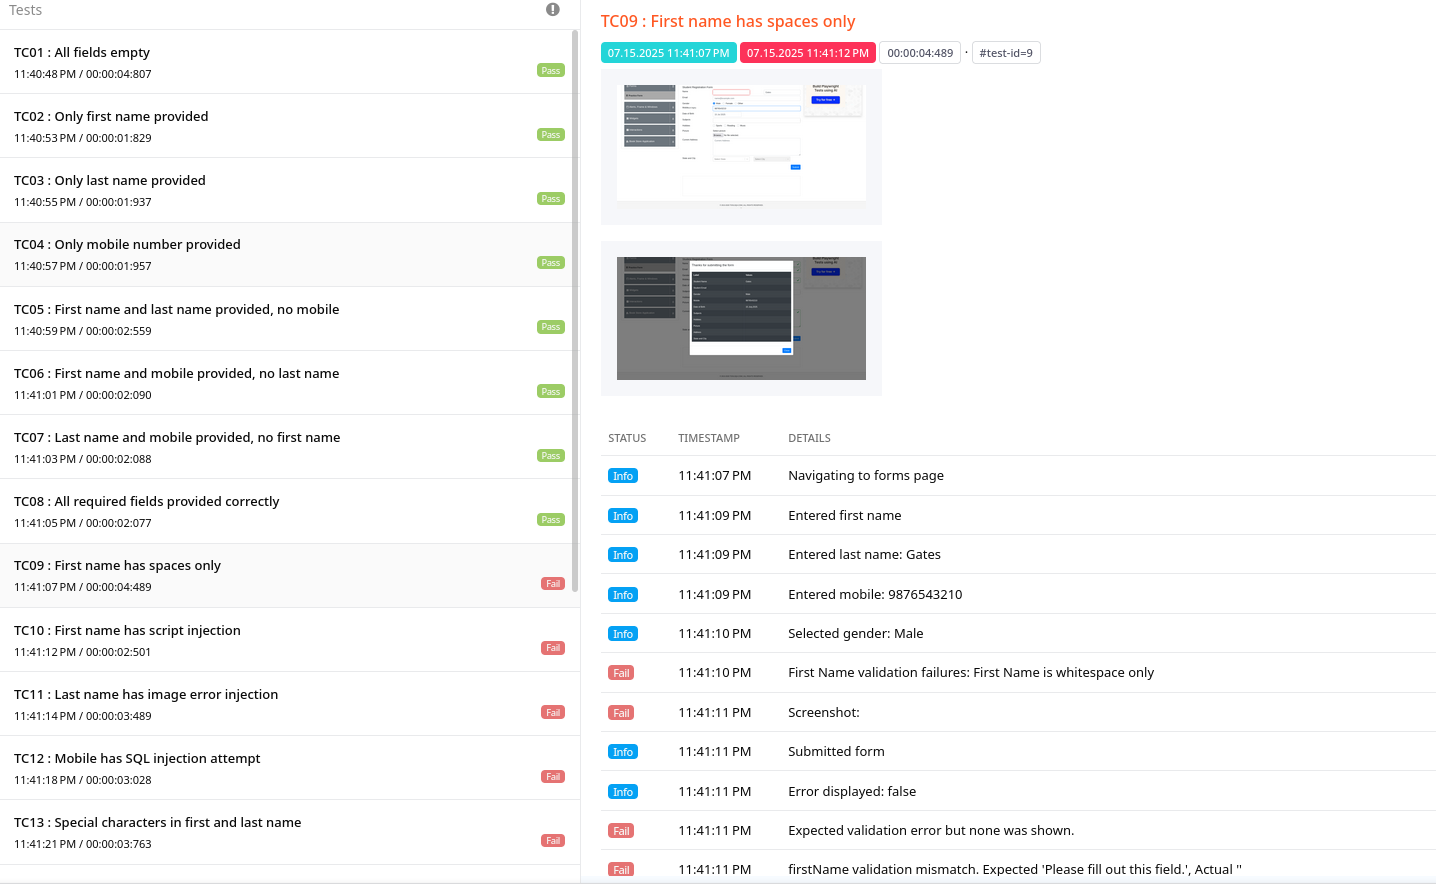 Tests
TC01 : All fields empty
11:40:48 PM / 00:00:04:807
Pass
TC02 : Only first name provided
11:40:53 PM / 00:00:01:829
Pass
TC03 : Only last name provided
11:40:55 PM / 00:00:01:937
Pass
TC04 : Only mobile number provided
11:40:57 PM / 00:00:01:957
Pass
TC05 : First name and last name provided, no mobile
11:40:59 PM / 00:00:02:559
Pass
TC06 : First name and mobile provided, no last name
11:41:01 PM / 00:00:02:090
Pass
TC07 : Last name and mobile provided, no first name
11:41:03 PM / 00:00:02:088
Pass
TC08 : All required fields provided correctly
11:41:05 PM / 00:00:02:077
Pass
TC09 : First name has spaces only
11:41:07 PM / 00:00:04:489
Fail
TC10 : First name has script injection
11:41:12 PM / 00:00:02:501
Fail
TC11 : Last name has image error injection
11:41:14 PM / 00:00:03:489
Fail
TC12 : Mobile has SQL injection attempt
11:41:18 PM / 00:00:03:028
Fail
TC13 : Special characters in first and last name
11:41:21 PM / 00:00:03:763
Fail
TC09 : First name has spaces only
07.15.2025 11:41:07 PM 07.15.2025 11:41:12 PM 00:00:04:489 · #test-id=9
Build Playwright
Tests using AI
Thanks for submitting the form
STATUS TIMESTAMP DETAILS
Info 11:41:07 PM Navigating to forms page
Info 11:41:09 PM Entered first name
Info 11:41:09 PM Entered last name: Gates
Info 11:41:09 PM Entered mobile: 9876543210
Info 11:41:10 PM Selected gender: Male
Fail 11:41:10 PM First Name validation failures: First Name is whitespace only
Fail 11:41:11 PM Screenshot:
Info 11:41:11 PM Submitted form
Info 11:41:11 PM Error displayed: false
Fail 11:41:11 PM Expected validation error but none was shown.
Fail 11:41:11 PM firstName validation mismatch. Expected 'Please fill out this field.', Actual ''